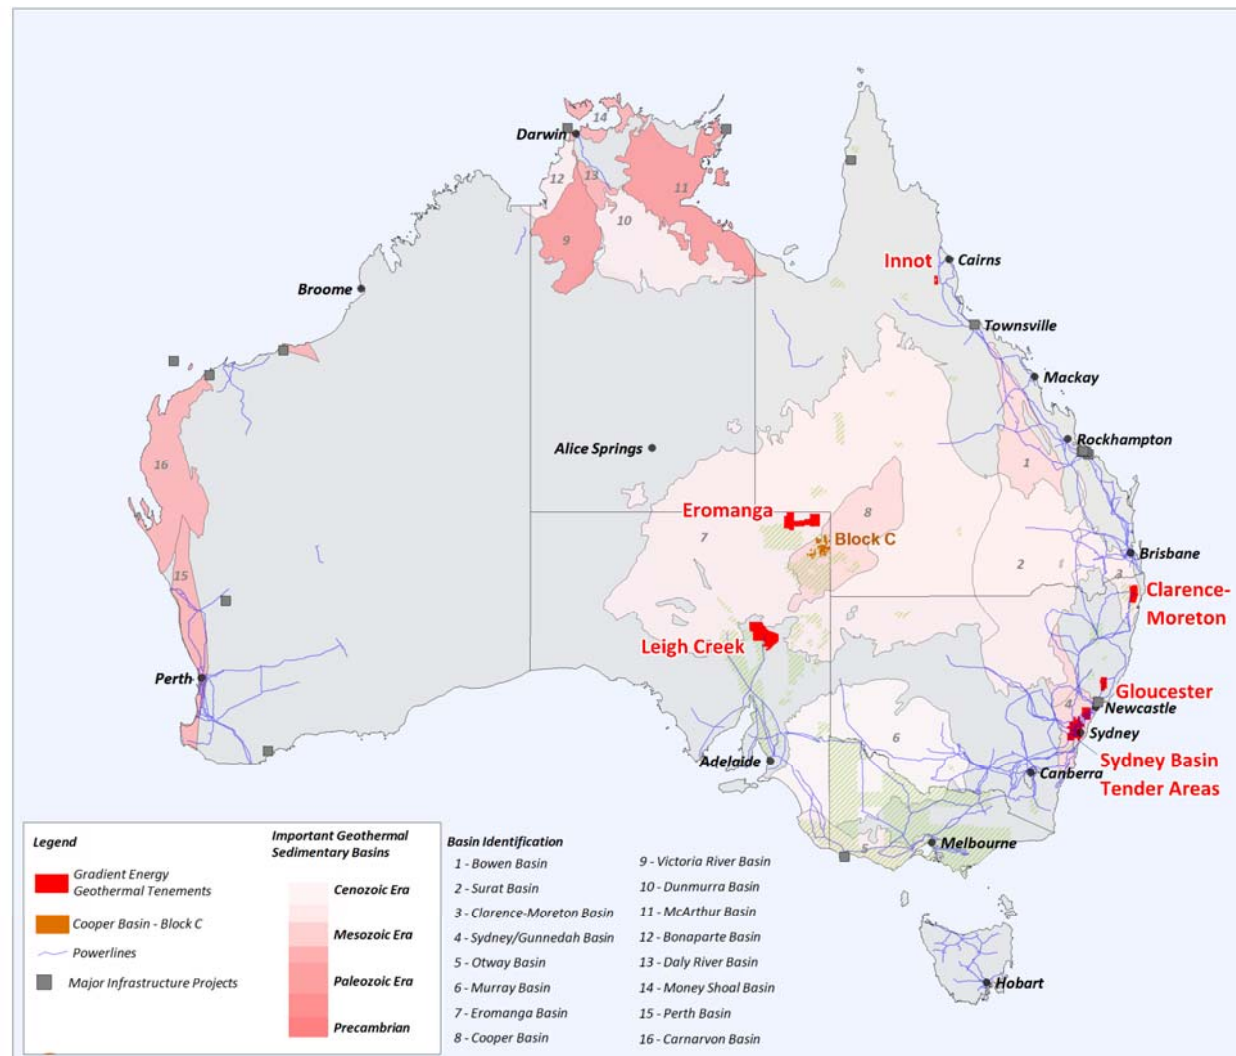 14
Darwin
12
13
11
10
9
Innot
Cairns
Broome
Townsville
Mackay
16
Alice Springs
Rockhampton
1
Eromanga
8
Block C
7
2
Brisbane
3
15
Clarence-
Moreton
Leigh Creek
Perth
Gloucester
4
Newcastle
6
Sydney
Adelaide
Canberra
Sydney Basin
Tender Areas
Melbourne
5
Hobart
Legend
Gradient Energy
Geothermal Tenements
Cooper Basin - Block C
Powerlines
Major Infrastructure Projects
Important Geothermal
Sedimentary Basins
Cenozoic Era
Mesozoic Era
Paleozoic Era
Precambrian
Basin Identification
1 - Bowen Basin
2 - Surat Basin
3 - Clarence-Moreton Basin
4 - Sydney/Gunnedah Basin
5 - Otway Basin
6 - Murray Basin
7 - Eromanga Basin
8 - Cooper Basin
9 - Victoria River Basin
10 - Dunmurra Basin
11 - McArthur Basin
12 - Bonaparte Basin
13 - Daly River Basin
14 - Money Shoal Basin
15 - Perth Basin
16 - Carnarvon Basin